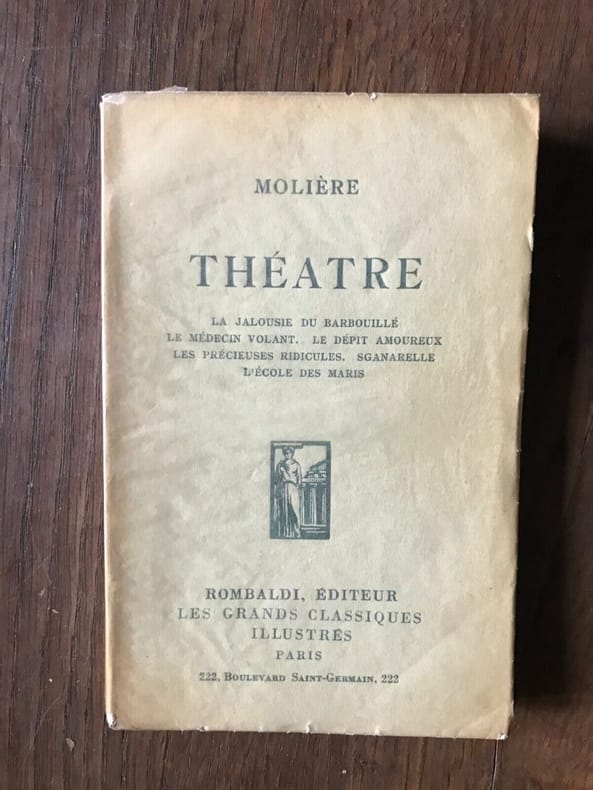 MOLIÈRE
THÉATRE
LA JALOUSIE DU BARBOUILLÉ
LE MÉDECIN VOLANT. LE DÉPIT AMOUREUX
LES PRÉCIEUSES RIDICULES. SGANARELLE
L'ÉCOLE DES MARIS
ROMBALDI, ÉDITEUR
LES GRANDS CLASSIQUES
ILLUSTRÉS
PARIS
222, BOULEVARD SAINT-GERMAIN, 222